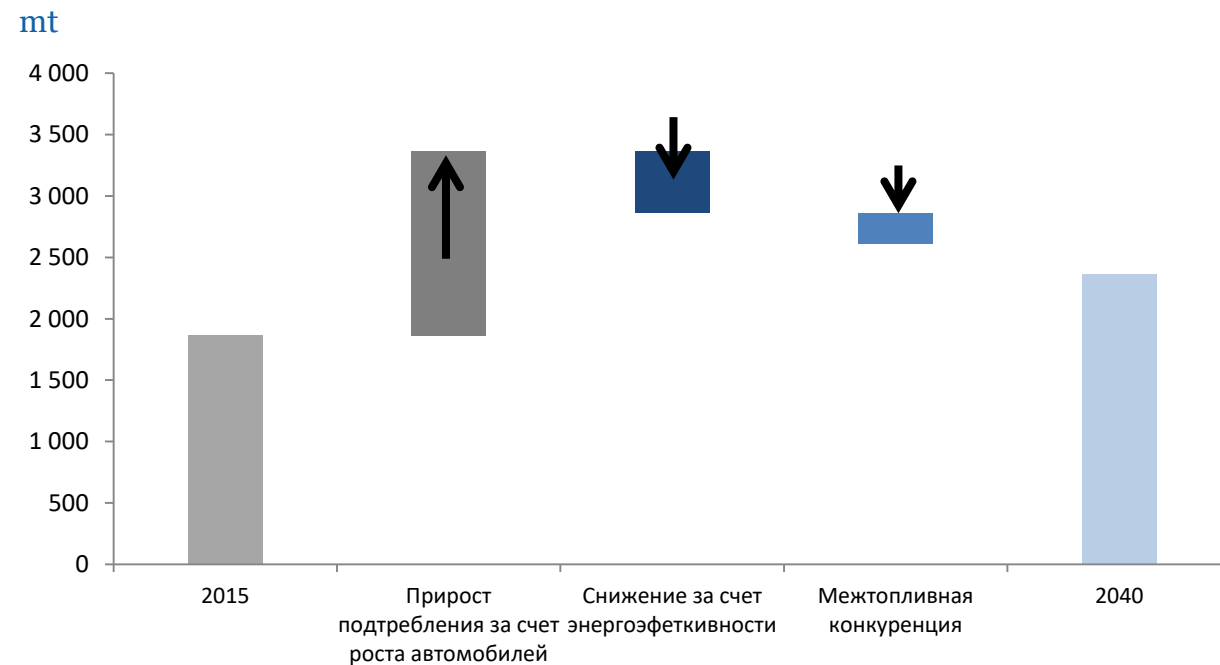 mt
4 000
3 500
3 000
2 500
2 000
1 500
1 000
500
0
2015
Прирост
подтребления за счет
роста автомобилей
Снижение за счет
энергоэфеткивности
Межтопливная
конкуренция
2040